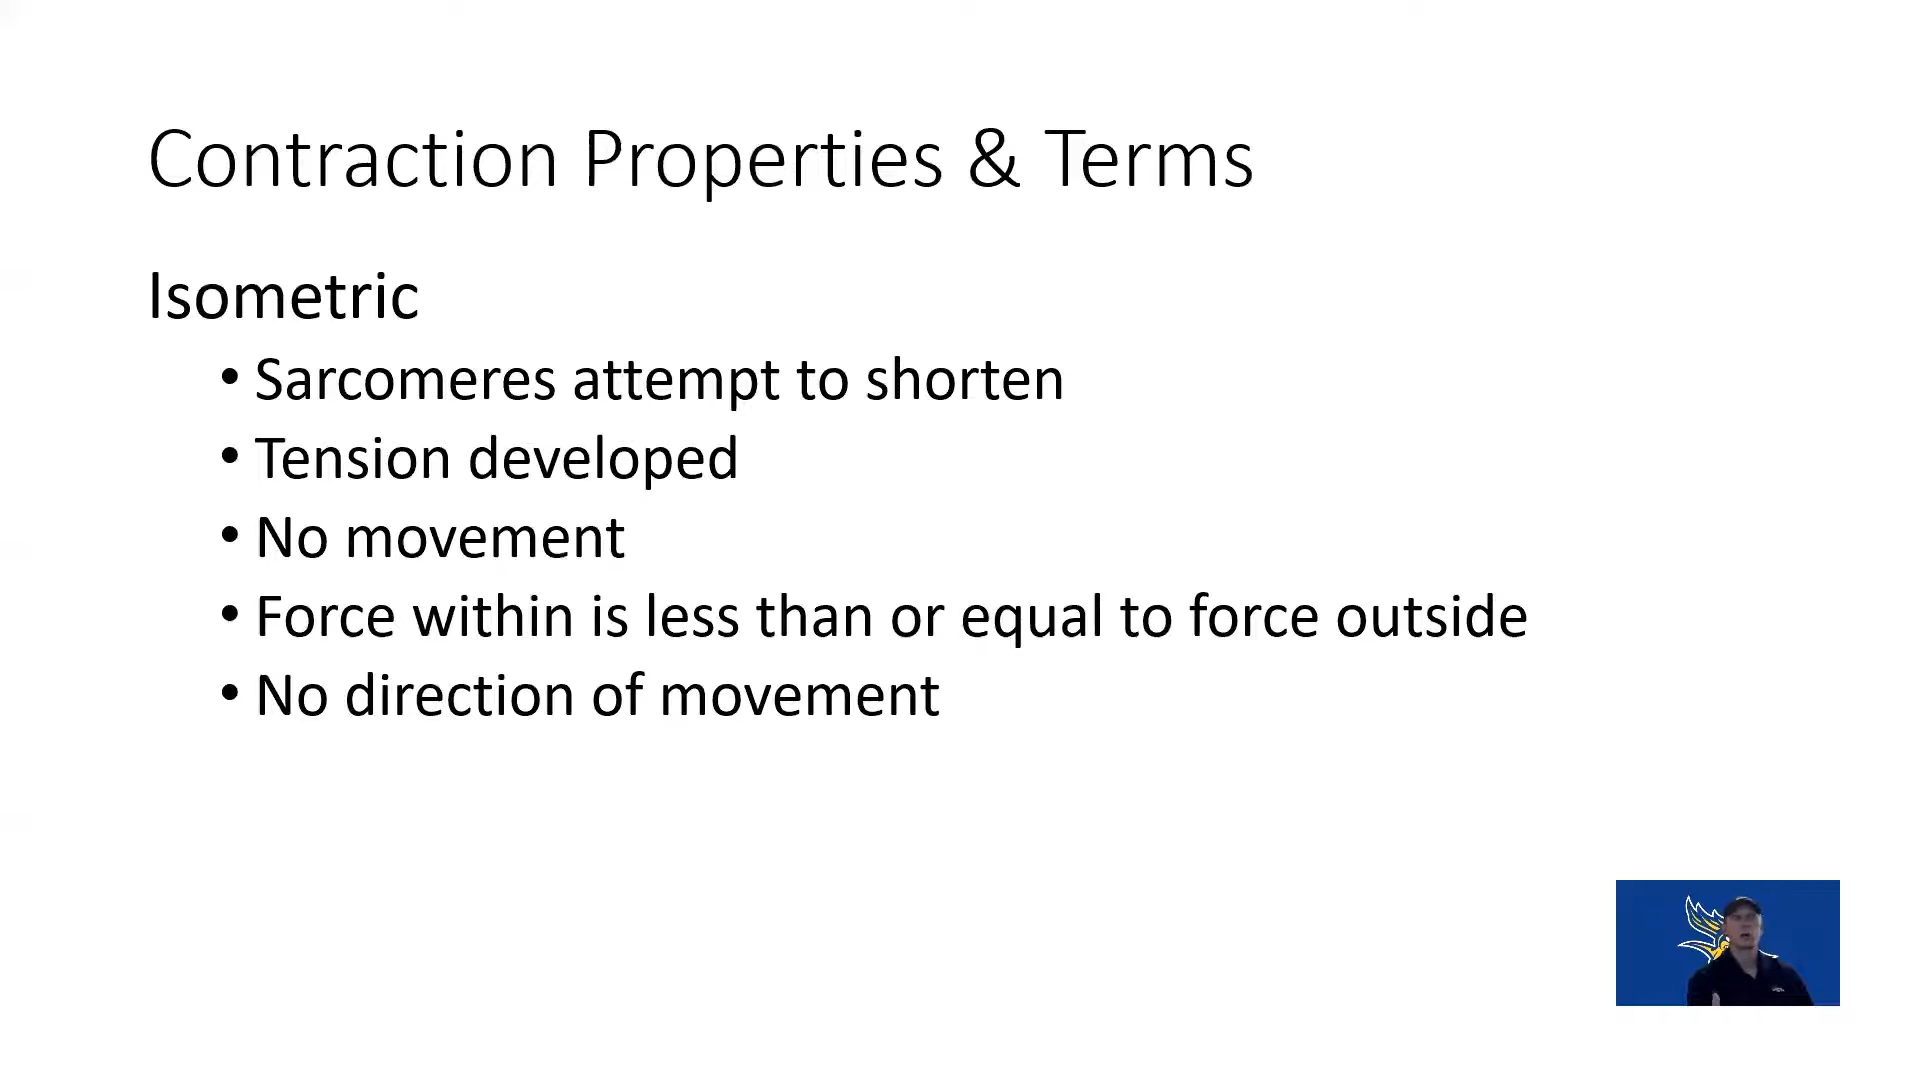 Contraction Properties & Terms
Isometric
• Sarcomeres attempt to shorten
• Tension developed
• No movement
• Force within is less than or equal to force outside
• No direction of movement